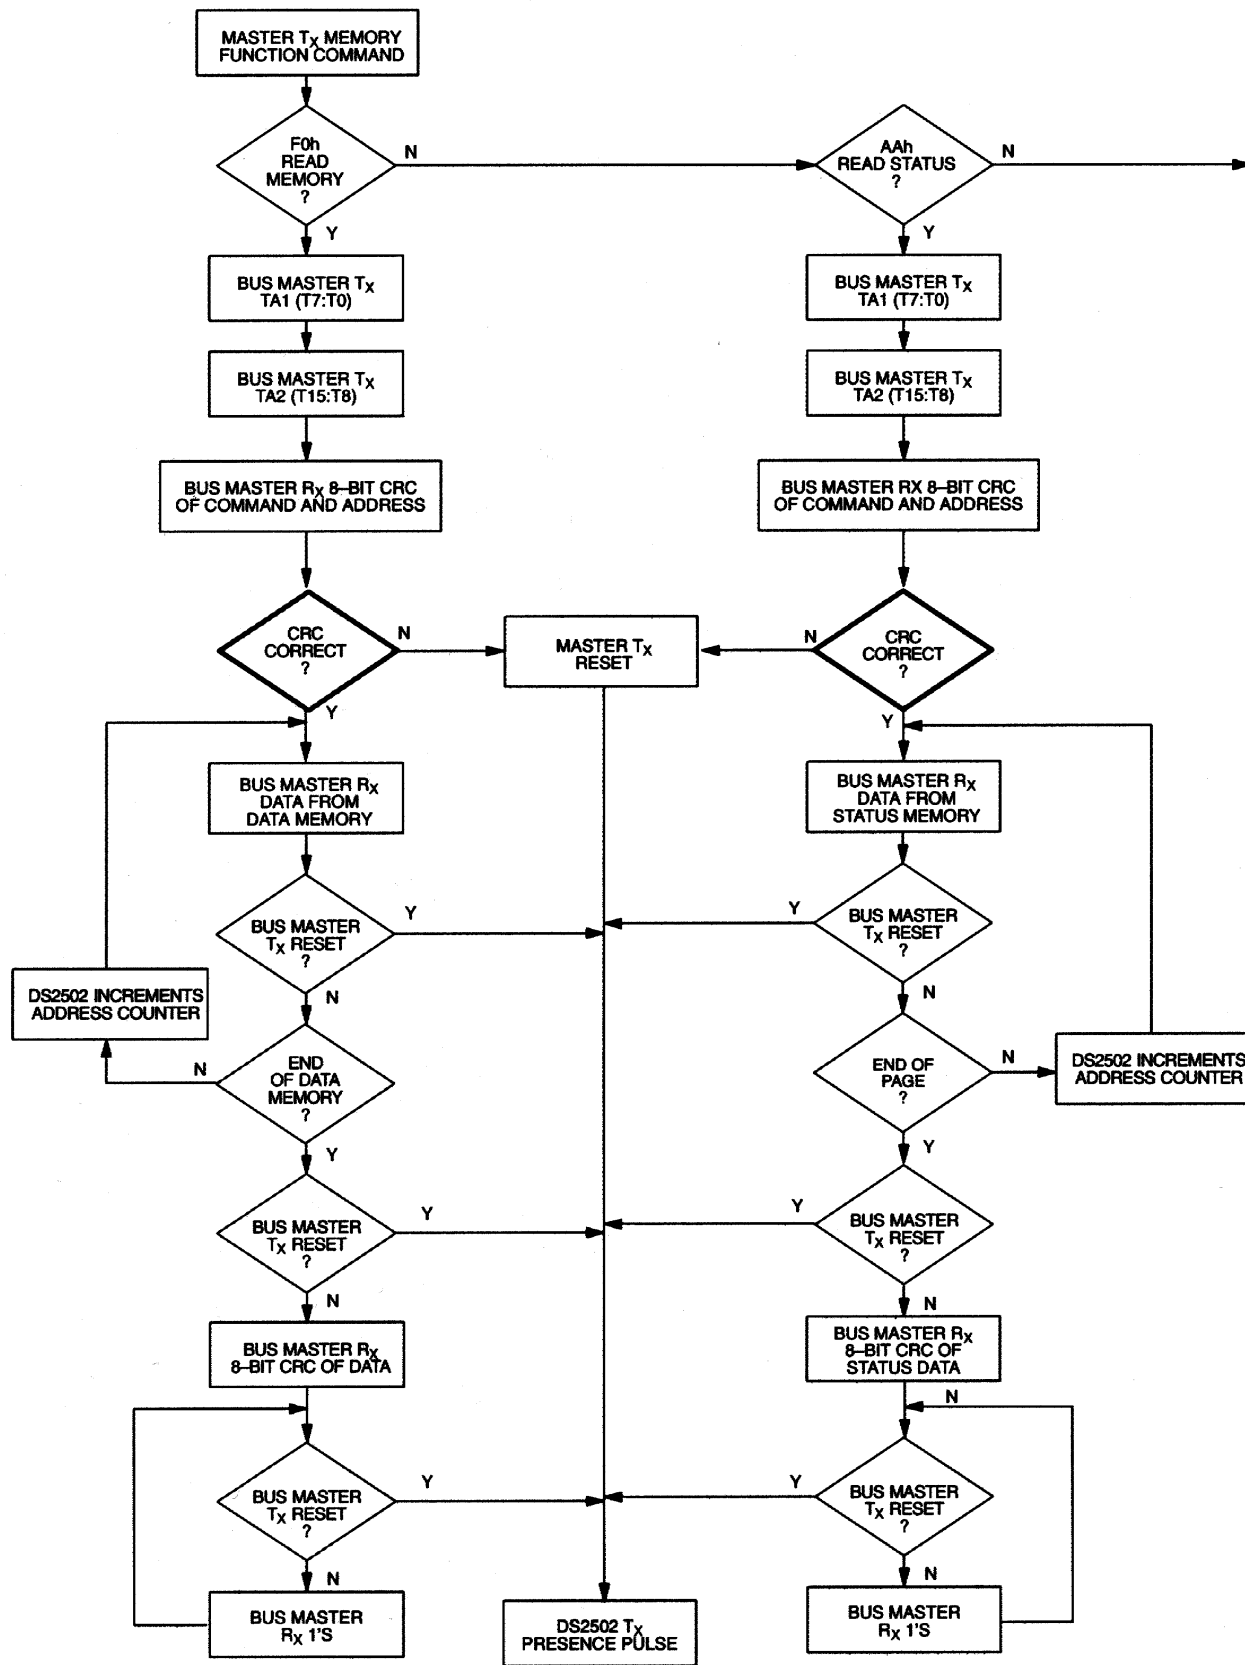 MASTER TX MEMORY
FUNCTION COMMAND
F0h
READ
MEMORY
?
N
Y
AAh
READ STATUS
?
N
Y
BUS MASTER TX
TA1 (T7:T0)
BUS MASTER TX
TA1 (T7:T0)
BUS MASTER TX
TA2 (T15:T8)
BUS MASTER TX
TA2 (T15:T8)
BUS MASTER RX 8–BIT CRC
OF COMMAND AND ADDRESS
BUS MASTER RX 8–BIT CRC
OF COMMAND AND ADDRESS
CRC
CORRECT
?
N
Y
MASTER TX
RESET
N
CRC
CORRECT
?
Y
BUS MASTER RX
DATA FROM
DATA MEMORY
BUS MASTER RX
DATA FROM
STATUS MEMORY
BUS MASTER
TX RESET
?
Y
N
Y
BUS MASTER
TX RESET
?
N
DS2502 INCREMENTS
ADDRESS COUNTER
N
END
OF DATA
MEMORY
?
Y
END OF
PAGE
?
N
Y
DS2502 INCREMENTS
ADDRESS COUNTER
BUS MASTER
TX RESET
?
Y
N
Y
BUS MASTER
TX RESET
?
N
BUS MASTER RX
8–BIT CRC OF DATA
BUS MASTER RX
8–BIT CRC OF
STATUS DATA
N
BUS MASTER
TX RESET
?
Y
N
Y
BUS MASTER
TX RESET
?
N
BUS MASTER
RX 1'S
DS2502 TX
PRESENCE PULSE
BUS MASTER
RX 1'S